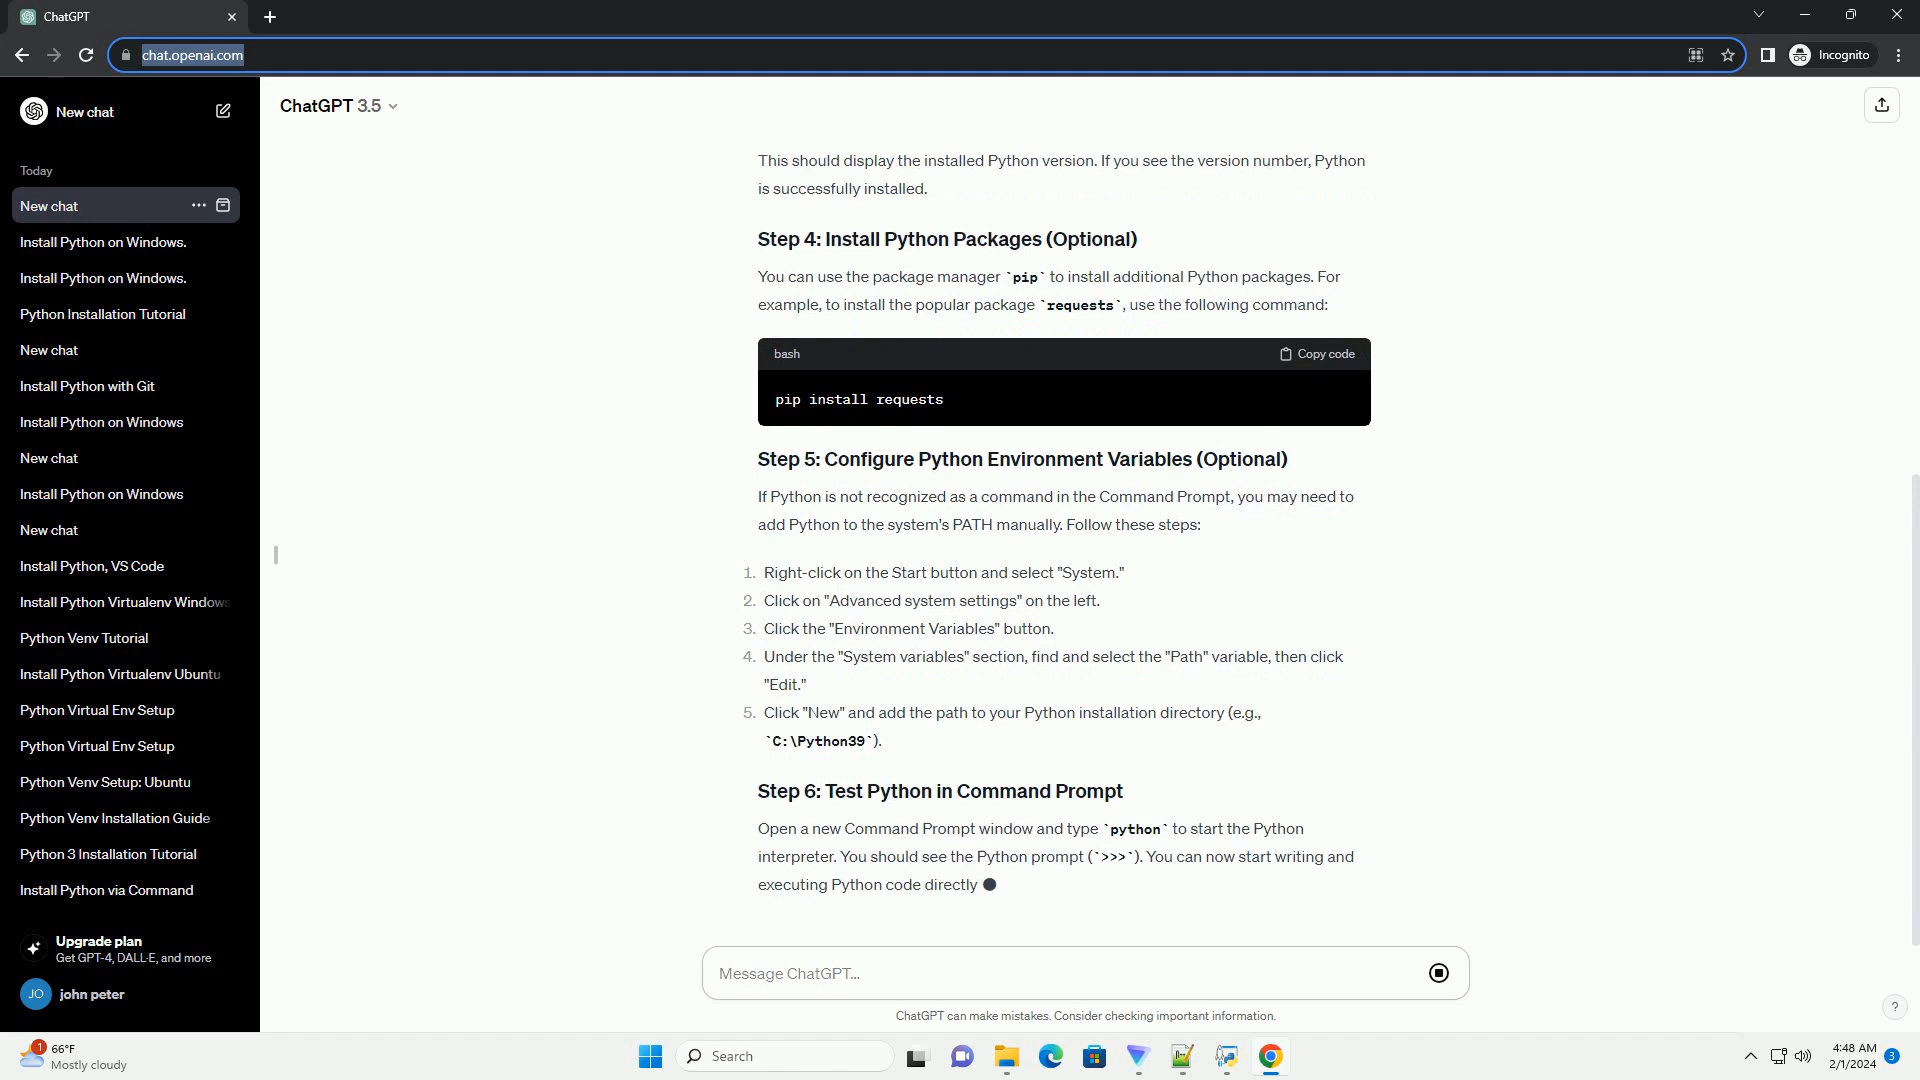 ChatGPT
chat.openai.com
Incognito
New chat
ChatGPT 3.5
Today
New chat
Install Python on Windows.
Install Python on Windows.
Python Installation Tutorial
New chat
Install Python with Git
Install Python on Windows
New chat
Install Python on Windows
New chat
Install Python, VS Code
Install Python Virtualenv Windows
Python Venv Tutorial
Install Python Virtualenv Ubuntu
Python Virtual Env Setup
Python Virtual Env Setup
Python Venv Setup: Ubuntu
Python Venv Installation Guide
Python 3 Installation Tutorial
Install Python via Command
Upgrade plan
Get GPT-4, DALL·E, and more
JO john peter
This should display the installed Python version. If you see the version number, Python
is successfully installed.
Step 4: Install Python Packages (Optional)
You can use the package manager `pip` to install additional Python packages. For
example, to install the popular package `requests`, use the following command:
bash
Copy code
pip install requests
Step 5: Configure Python Environment Variables (Optional)
If Python is not recognized as a command in the Command Prompt, you may need to
add Python to the system's PATH manually. Follow these steps:
1. Right-click on the Start button and select "System."
2. Click on "Advanced system settings" on the left.
3. Click the "Environment Variables" button.
4. Under the "System variables" section, find and select the "Path" variable, then click
"Edit."
5. Click "New" and add the path to your Python installation directory (e.g.,
`C:\Python39`).
Step 6: Test Python in Command Prompt
Open a new Command Prompt window and type `python` to start the Python
interpreter. You should see the Python prompt (`>>>`). You can now start writing and
executing Python code directly
Message ChatGPT...
ChatGPT can make mistakes. Consider checking important information.
?
1
66°F
Mostly cloudy
Search
4:48 AM
2/1/2024
3